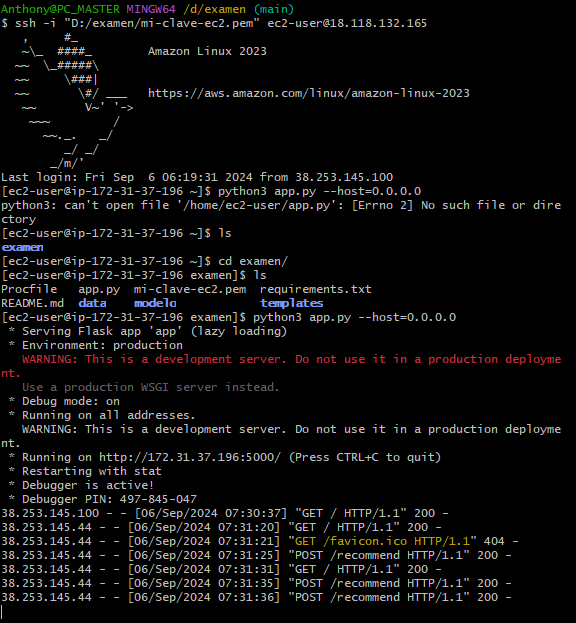 Anthony@PC_MASTER MINGW64 /d/examen (main)
$ ssh -i "D:/examen/mi-clave-ec2.pem" ec2-user@18.118.132.165
   ,     #_
   ~\_  ####_        Amazon Linux 2023
  ~~  \_#####\
  ~~     \###|
  ~~       \#/ ___   https://aws.amazon.com/linux/amazon-linux-2023
   ~~       V~' '->
    ~~~         /
      ~~._.   _/
         _/ _/
       _/m/'
Last login: Fri Sep  6 06:19:31 2024 from 38.253.145.100
[ec2-user@ip-172-31-37-196 ~]$ python3 app.py --host=0.0.0.0
python3: can't open file '/home/ec2-user/app.py': [Errno 2] No such file or dire
ctory
[ec2-user@ip-172-31-37-196 ~]$ ls
examen
[ec2-user@ip-172-31-37-196 ~]$ cd examen/
[ec2-user@ip-172-31-37-196 examen]$ ls
Procfile   app.py  mi-clave-ec2.pem  requirements.txt
README.md  data    modelo            templates
[ec2-user@ip-172-31-37-196 examen]$ python3 app.py --host=0.0.0.0
 * Serving Flask app 'app' (lazy loading)
 * Environment: production
   WARNING: This is a development server. Do not use it in a production deployme
nt.
   Use a production WSGI server instead.
 * Debug mode: on
 * Running on all addresses.
   WARNING: This is a development server. Do not use it in a production deployme
nt.
 * Running on http://172.31.37.196:5000/ (Press CTRL+C to quit)
 * Restarting with stat
 * Debugger is active!
 * Debugger PIN: 497-845-047
38.253.145.100 - - [06/Sep/2024 07:30:37] "GET / HTTP/1.1" 200 -
38.253.145.44 - - [06/Sep/2024 07:31:20] "GET / HTTP/1.1" 200 -
38.253.145.44 - - [06/Sep/2024 07:31:21] "GET /favicon.ico HTTP/1.1" 404 -
38.253.145.44 - - [06/Sep/2024 07:31:25] "POST /recommend HTTP/1.1" 200 -
38.253.145.44 - - [06/Sep/2024 07:31:31] "GET / HTTP/1.1" 200 -
38.253.145.44 - - [06/Sep/2024 07:31:35] "POST /recommend HTTP/1.1" 200 -
38.253.145.44 - - [06/Sep/2024 07:31:36] "POST /recommend HTTP/1.1" 200 -